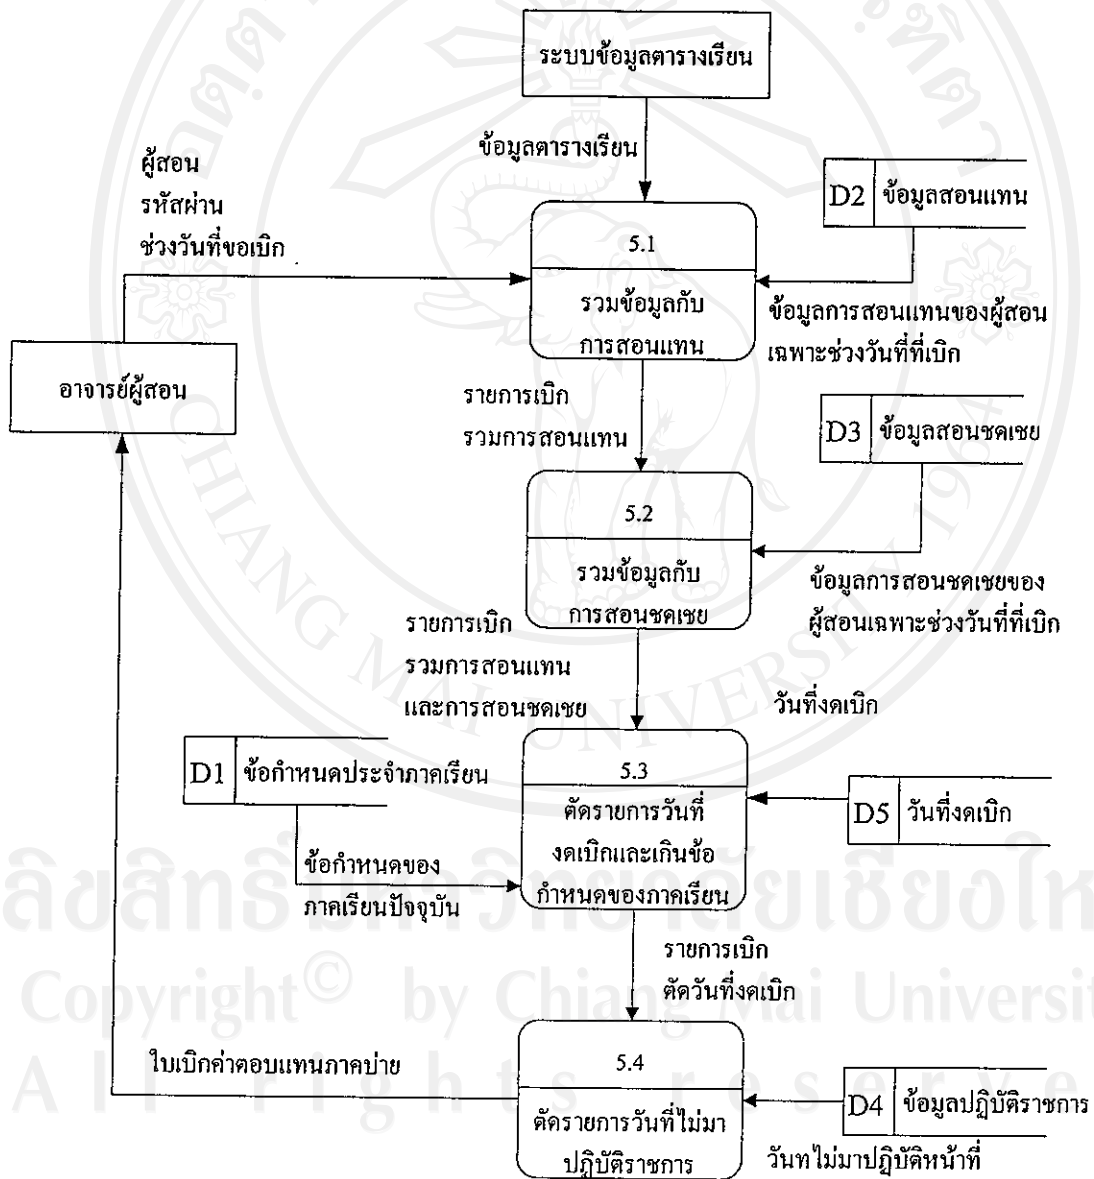 ระบบข้อมูลตารางเรียน
ข้อมูลตารางเรียน
ผู้สอน
รหัสผ่าน
ช่วงวันที่ขอเบิก
D2 ข้อมูลสอนแทน
5.1
รวมข้อมูลกับ
การสอนแทน
ข้อมูลการสอนแทนของผู้สอน
เฉพาะช่วงวันที่ที่เบิก
อาจารย์ผู้สอน
รายการเบิก
รวมการสอนแทน
D3 ข้อมูลสอนชดเชย
5.2
รวมข้อมูลกับ
การสอนชดเชย
ข้อมูลการสอนชดเชยของ
ผู้สอนเฉพาะช่วงวันที่ที่เบิก
รายการเบิก
รวมการสอนแทน
และการสอนชดเชย
วันที่งดเบิก
D1 ข้อกำหนดประจำภาคเรียน
5.3
ตัดรายการวันที่
งดเบิกและเกินข้อ
กำหนดของภาคเรียน
D5 วันที่งดเบิก
ข้อกำหนดของ
ภาคเรียนปัจจุบัน
รายการเบิก
ตัดวันที่งดเบิก
ใบเบิกค่าตอบแทนภาคบ่าย
5.4
ตัดรายการวันที่ไม่มา
ปฏิบัติราชการ
D4 ข้อมูลปฏิบัติราชการ
วันทไม่มาปฏิบัติหน้าที่
CHIANG MAI UNIVERSITY 1964
Copyright© by Chiang Mai Universit
All rights reserve